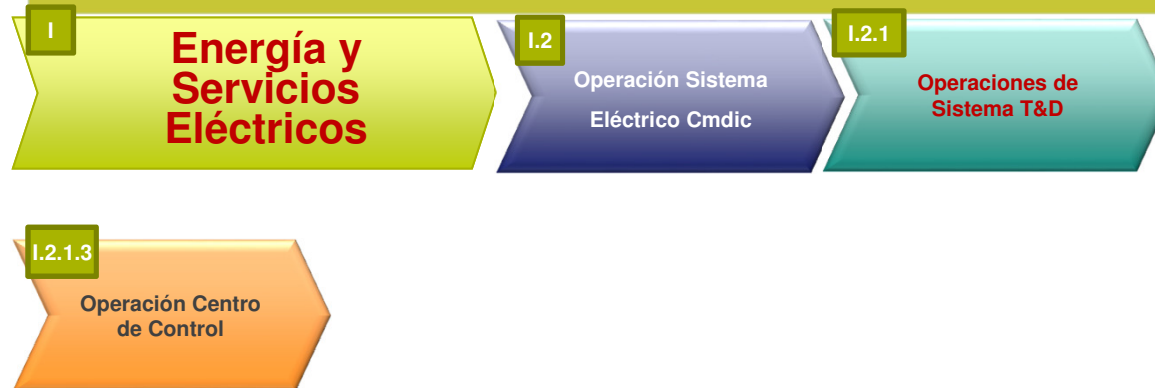 I
Energía y
Servicios
Eléctricos
I.2
Operación Sistema
Eléctrico Cmdic
I.2.1
Operaciones de
Sistema T&D
I.2.1.3
Operación Centro
de Control